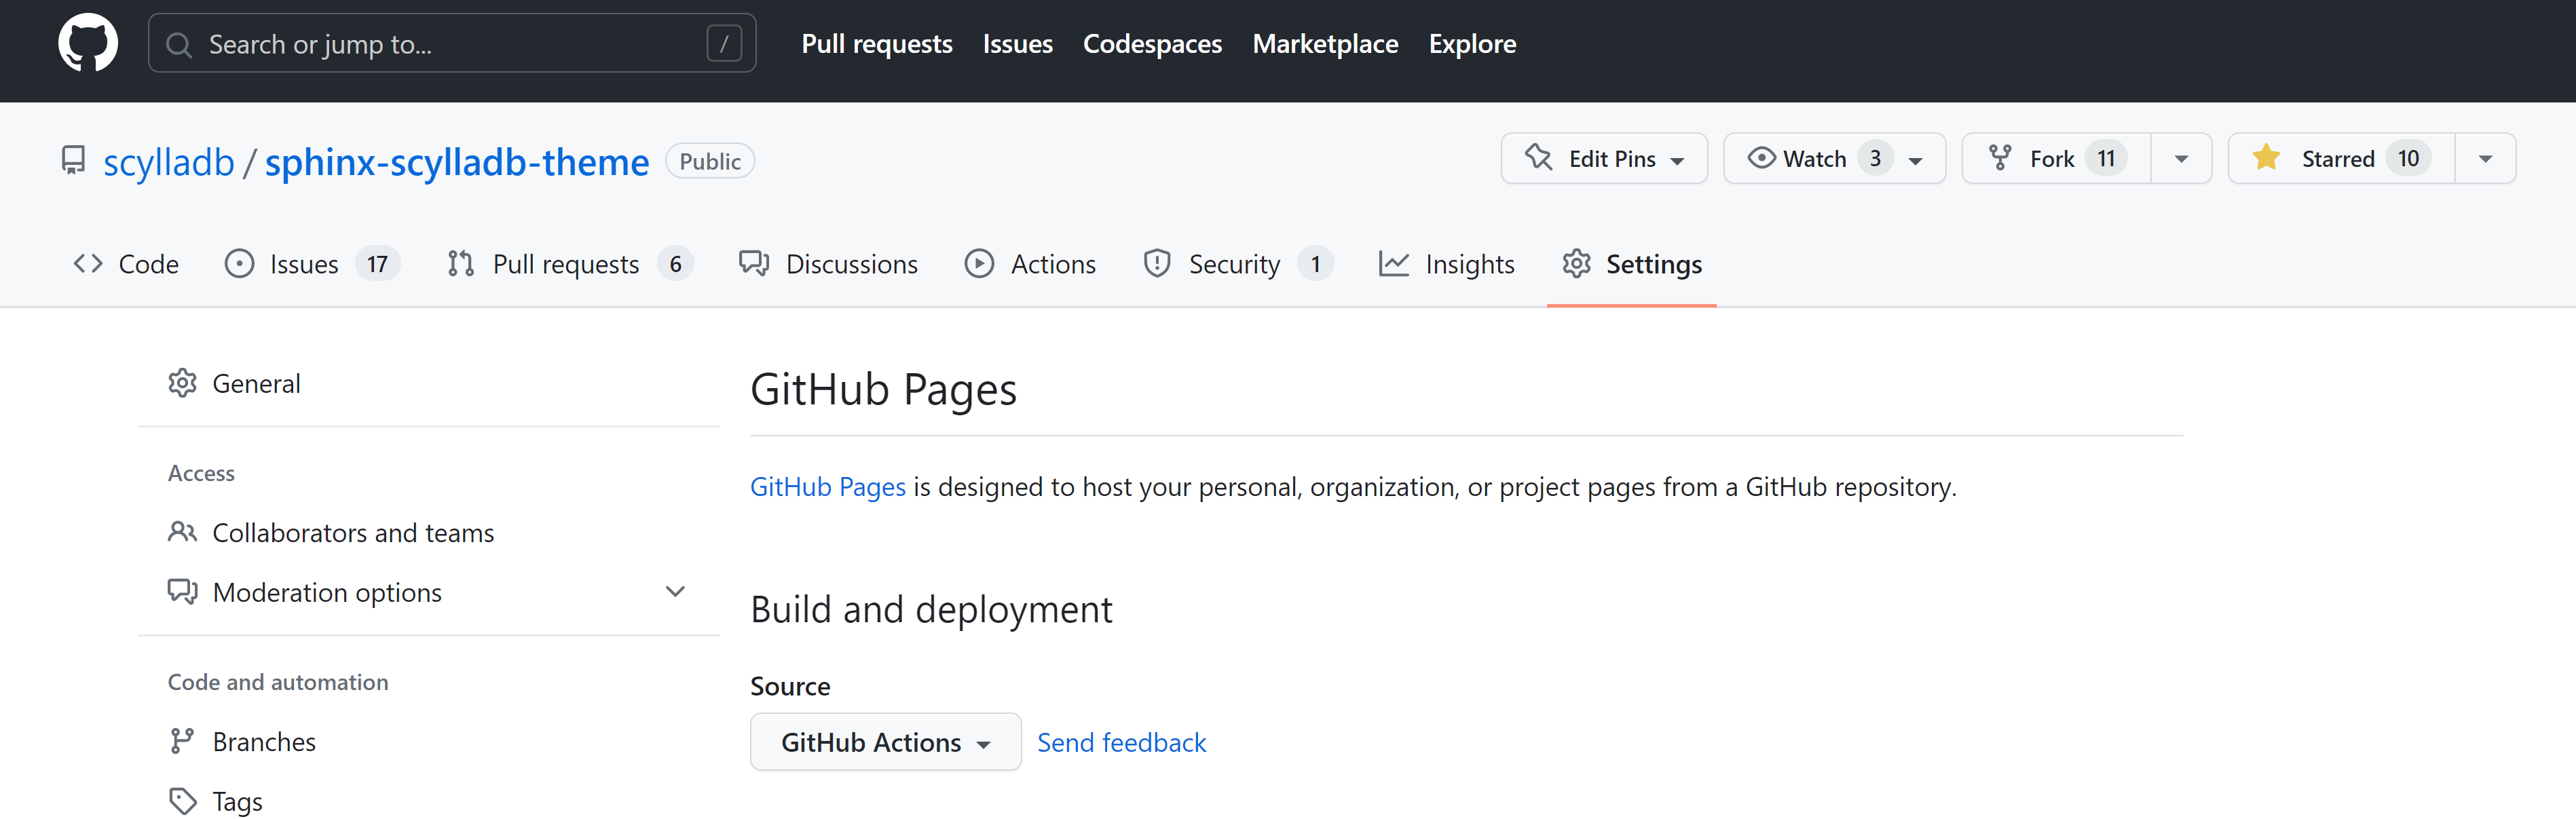 Search or jump to... /
Pull requests Issues Codespaces Marketplace Explore
scylladb / sphinx-scylladb-theme Public
Edit Pins Watch 3 Fork 11 Starred 10
Code Issues 17 Pull requests 6 Discussions Actions Security 1 Insights Settings
General
Access
Collaborators and teams
Moderation options
Code and automation
Branches
Tags
GitHub Pages
GitHub Pages is designed to host your personal, organization, or project pages from a GitHub repository.
Build and deployment
Source
GitHub Actions Send feedback